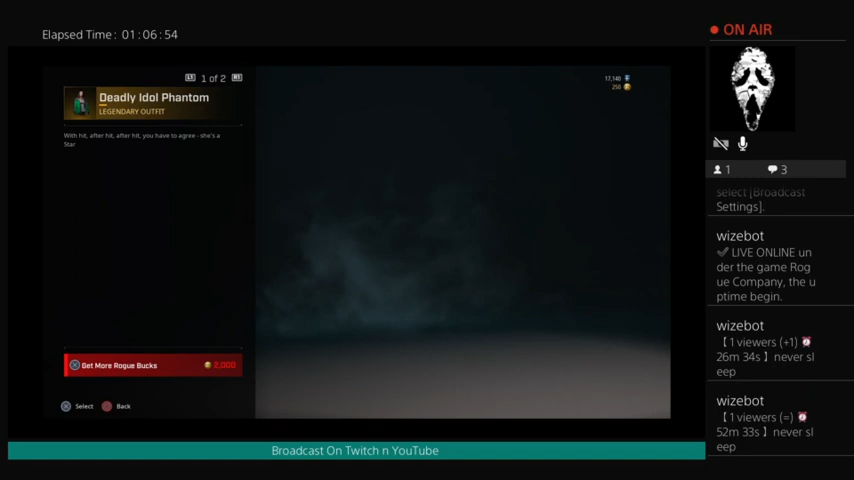 Elapsed Time: 01:06:54
ON AIR
L1 1 of 2 R1
17,140
250
Deadly Idol Phantom
LEGENDARY OUTFIT
With hit, after hit, after hit, you have to agree - she's a
Star
Get More Rogue Bucks 2,000
Select Back
Broadcast On Twitch n YouTube
1 3
select [Broadcast
Settings].
wizebot
LIVE ONLINE un
der the game Rog
ue Company, the u
ptime begin.
wizebot
【 1 viewers (+1) ⏰
26m 34s 】 never sl
eep
wizebot
【 1 viewers (=) ⏰
52m 33s 】 never sl
eep